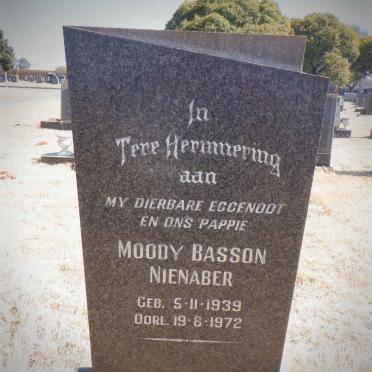 In
Tere Herinnering
aan
MY DIERBARE EGGENOOT
EN ONS PAPPIE
MOODY BASSON
NIENABER
GEB. 5-11-1939
OORL. 19-6-1972